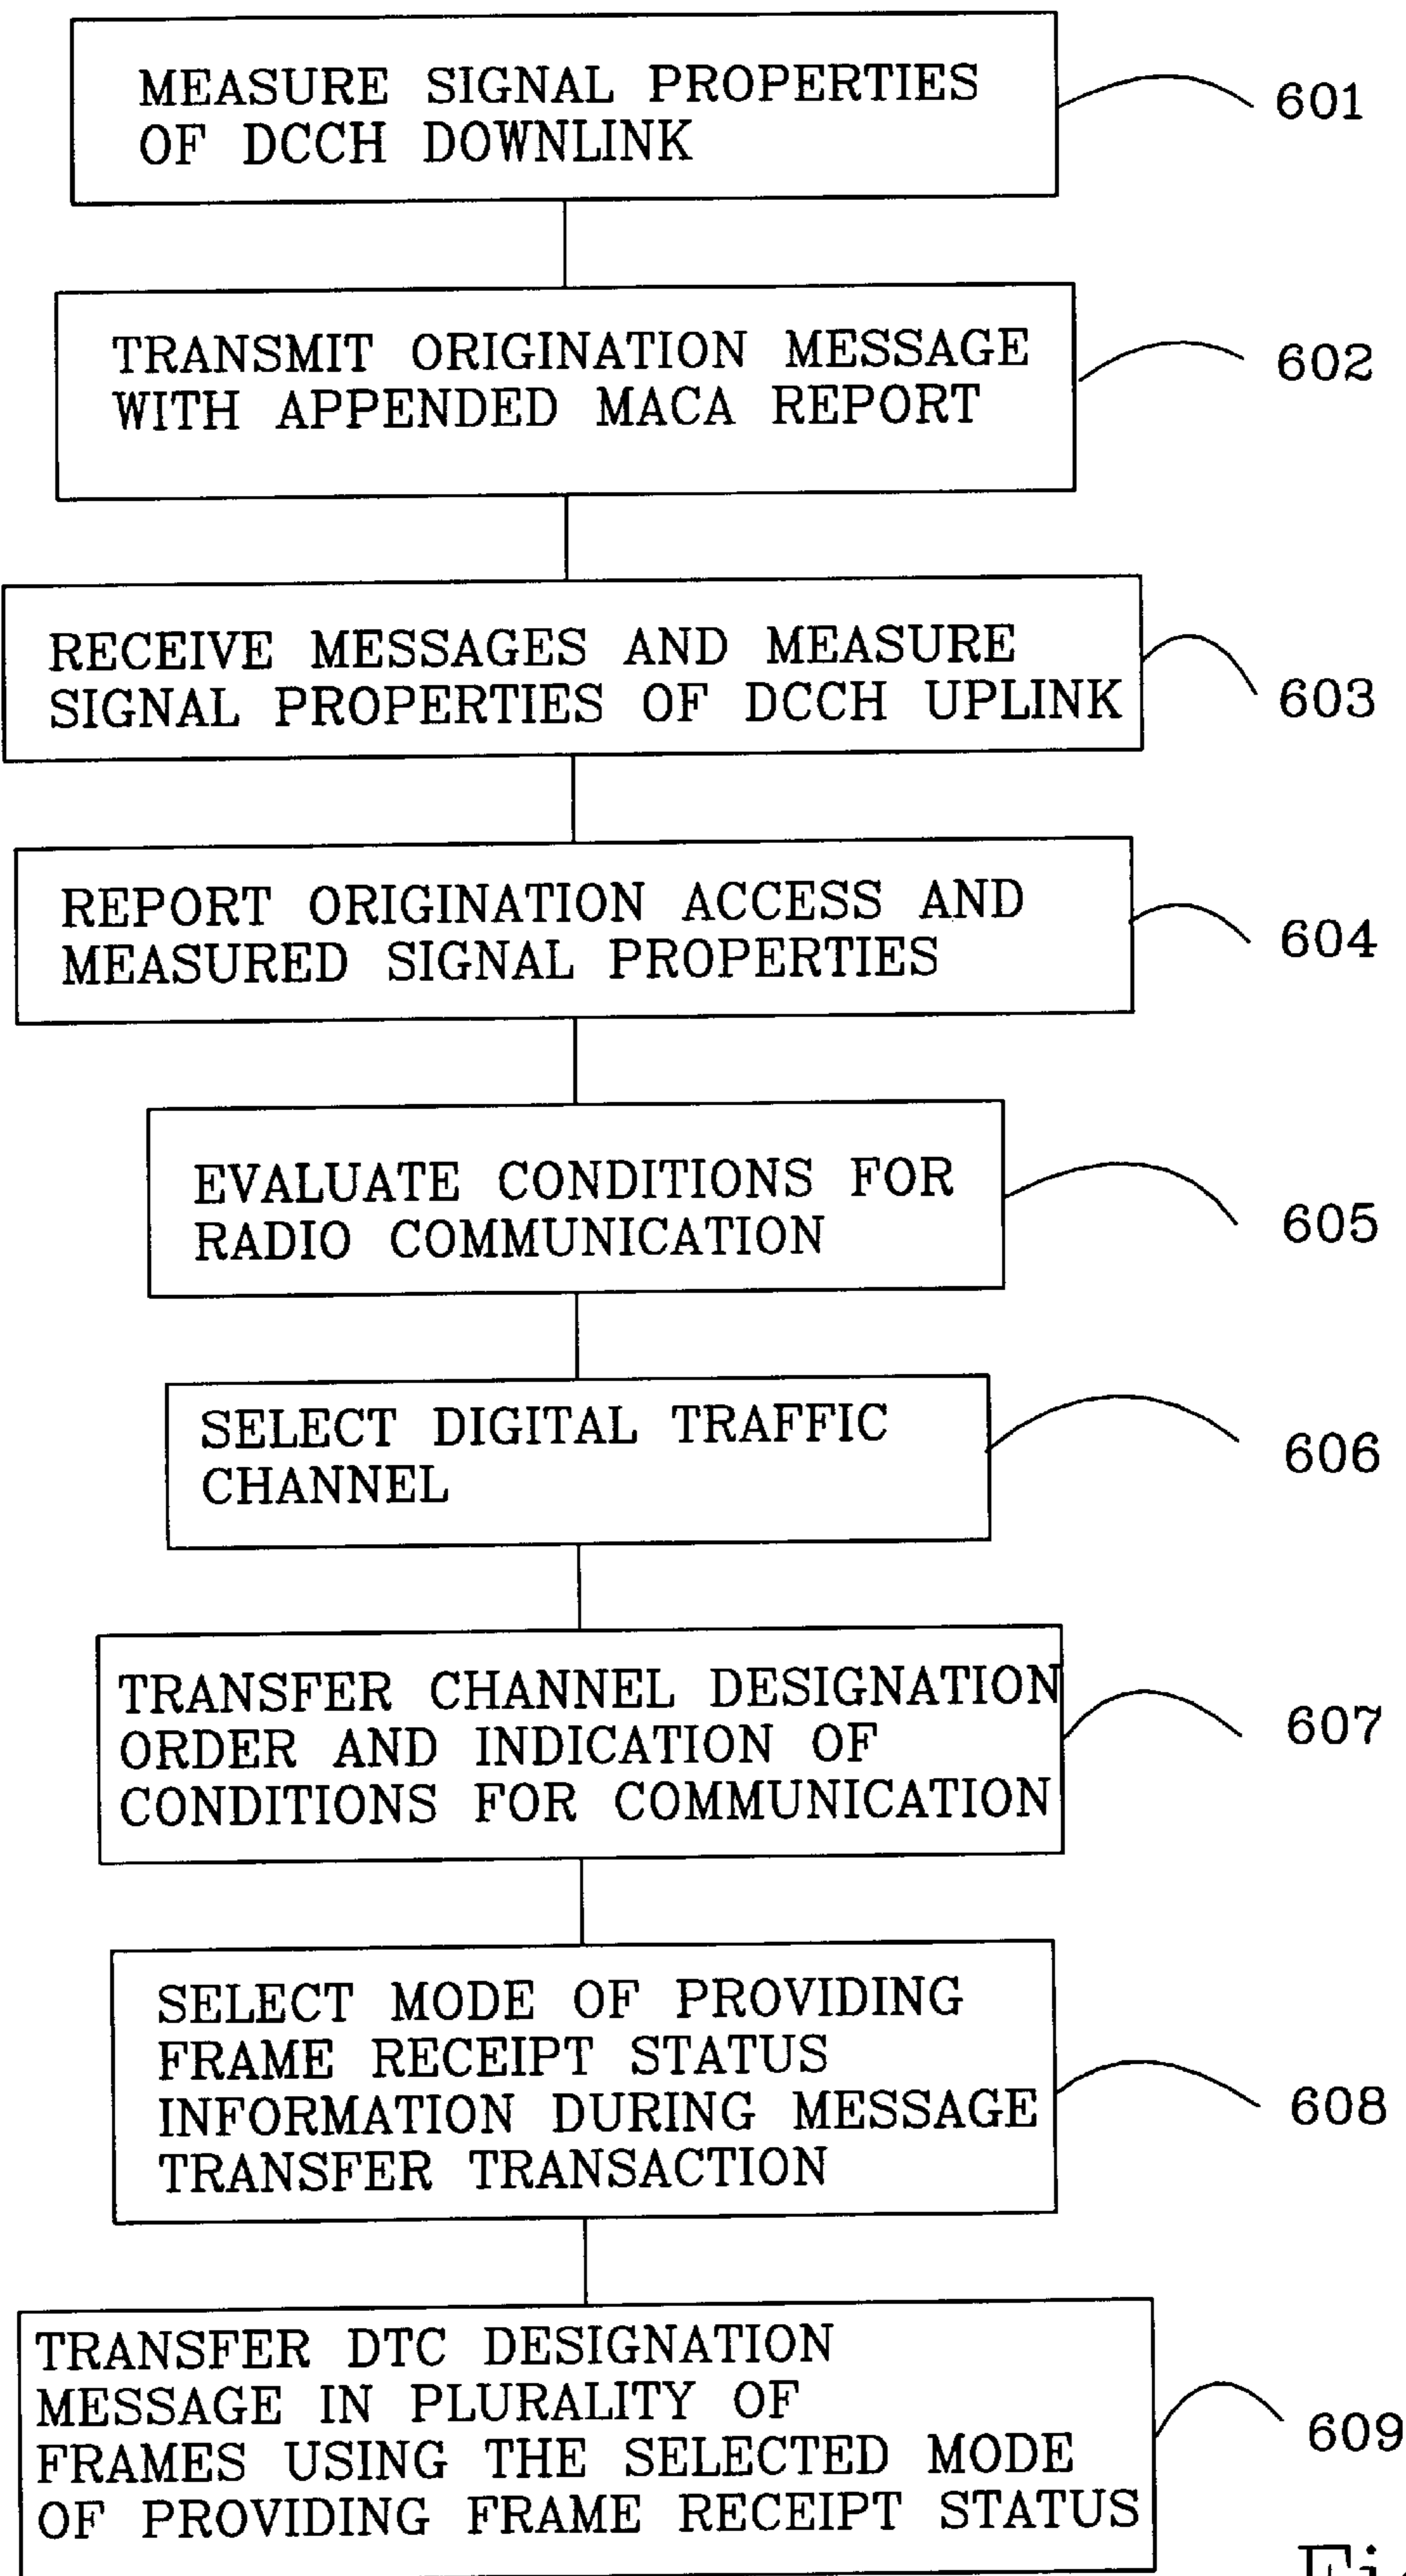 MEASURE SIGNAL PROPERTIES
OF DCCH DOWNLINK
601
TRANSMIT ORIGINATION MESSAGE
WITH APPENDED MACA REPORT
602
RECEIVE MESSAGES AND MEASURE
SIGNAL PROPERTIES OF DCCH UPLINK
603
REPORT ORIGINATION ACCESS AND
MEASURED SIGNAL PROPERTIES
604
EVALUATE CONDITIONS FOR
RADIO COMMUNICATION
605
SELECT DIGITAL TRAFFIC
CHANNEL
606
TRANSFER CHANNEL DESIGNATION
ORDER AND INDICATION OF
CONDITIONS FOR COMMUNICATION
607
SELECT MODE OF PROVIDING
FRAME RECEIPT STATUS
INFORMATION DURING MESSAGE
TRANSFER TRANSACTION
608
TRANSFER DTC DESIGNATION
MESSAGE IN PLURALITY OF
FRAMES USING THE SELECTED MODE
OF PROVIDING FRAME RECEIPT STATUS
609